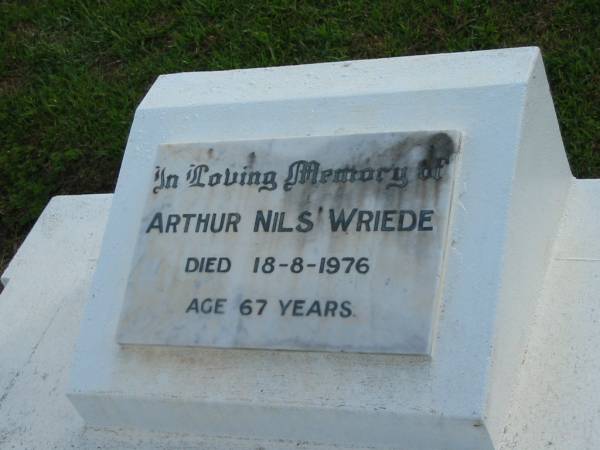 In Loving Memory of
ARTHUR NILS WRIEDE
DIED 18-8-1976
AGE 67 YEARS.